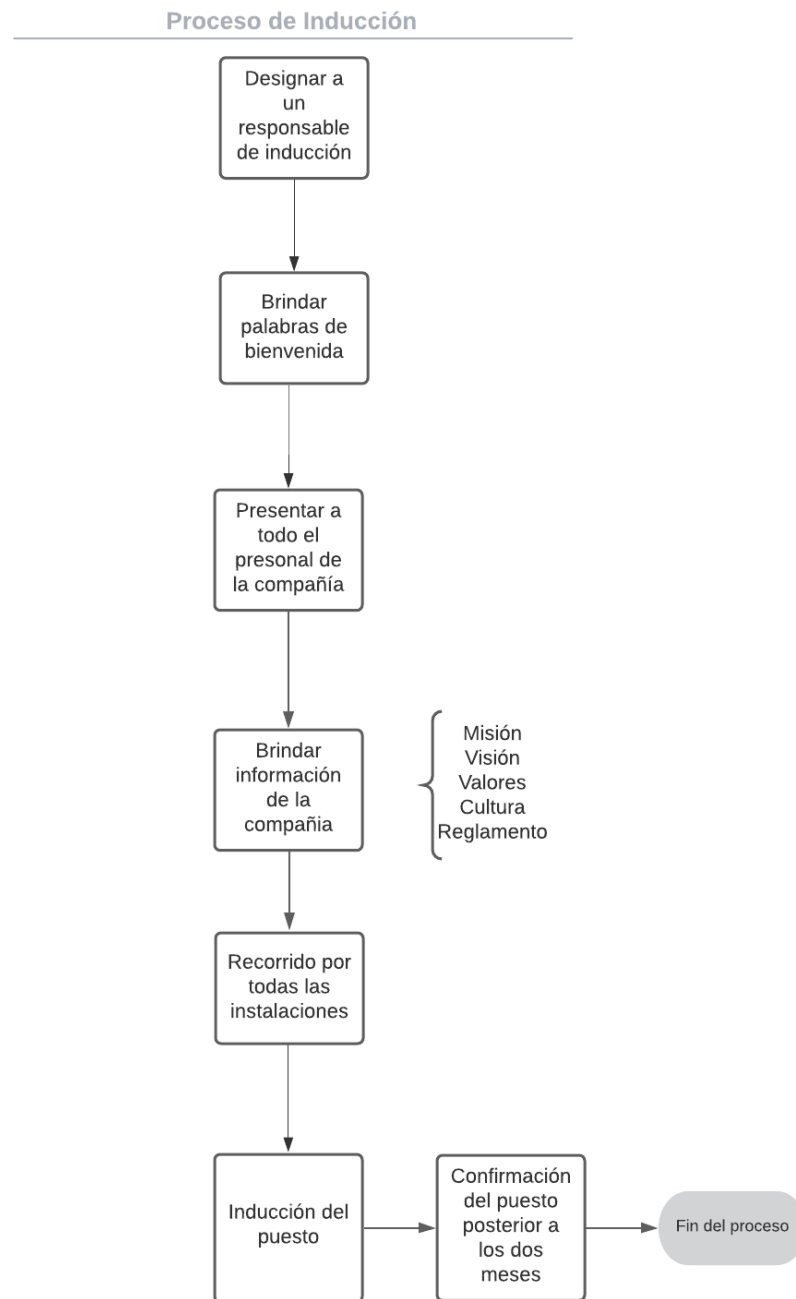 Proceso de Inducción
Designar a
un
responsable
de inducción
Brindar
palabras de
bienvenida
Presentar a
todo el
presonal de
la compañía
Brindar
información
de la
compañia
Misión
Visión
Valores
Cultura
Reglamento
Recorrido por
todas las
instalaciones
Inducción del
puesto
Confirmación
del puesto
posterior a
los dos
meses
Fin del proceso